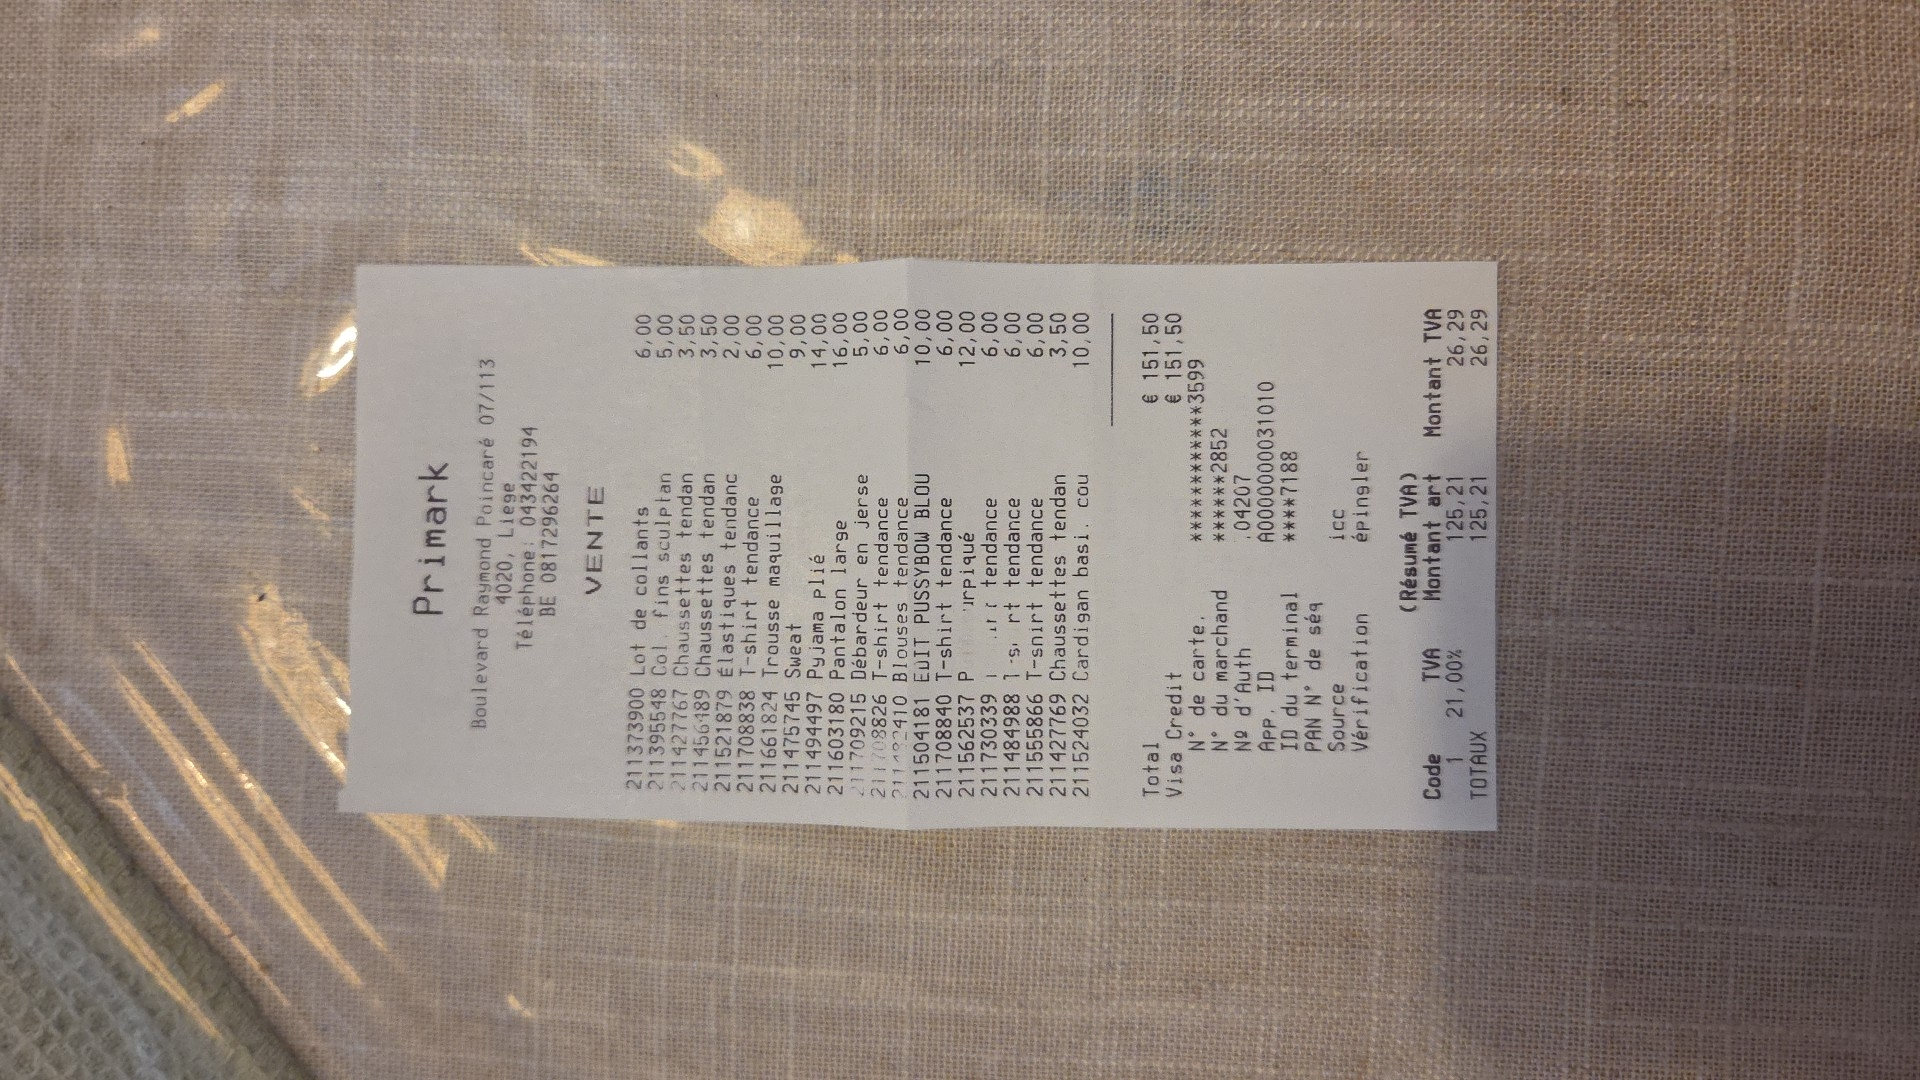 Primark
Boulevard Raymond Poincaré 07/113
4020, Liege
Téléphone: 043422194
BE 0817296264
VENTE
211373900 Lot de collants 6,00
211395548 Col. fins sculptan 5,00
211427767 Chaussettes tendan 3,50
211456489 Chaussettes tendan 3,50
211521879 Élastiques tendanc 2,00
211708838 T-shirt tendance 6,00
211661824 Trousse maquillage 10,00
211475745 Sweat 9,00
211494497 Pyjama plié 14,00
211603180 Pantalon large 16,00
211709215 Débardeur en jerse 5,00
211708826 T-shirt tendance 6,00
Blouses tendance 6,00
211504181 PUSSYBOW BLOU 10,00
211708840 T-shirt tendance 6,00
211562537 12,00
211730339 tendance 6,00
211484988 tendance 6,00
211555866 T-shirt tendance 6,00
211427769 Chaussettes tendan 3,50
211524032 Cardigan basi. cou 10,00
Total € 151,50
Visa Credit € 151,50
N° de carte. ************3599
N° du marchand ******2852
Nº d'Auth .04207
App. ID A0000000031010
ID du terminal ****7188
PAN N° de séq
Source icc
Vérification épingler
(Résumé TVA)
Code TVA Montant art Montant TVA
1 21,00% 125,21 26,29
TOTAUX 125,21 26,29